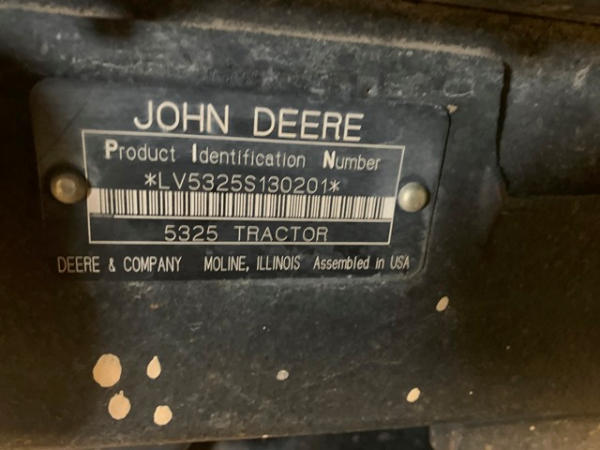 JOHN DEERE
Product Identification Number
*LV5325S130201*
5325 TRACTOR
DEERE & COMPANY MOLINE, ILLINOIS Assembled in USA